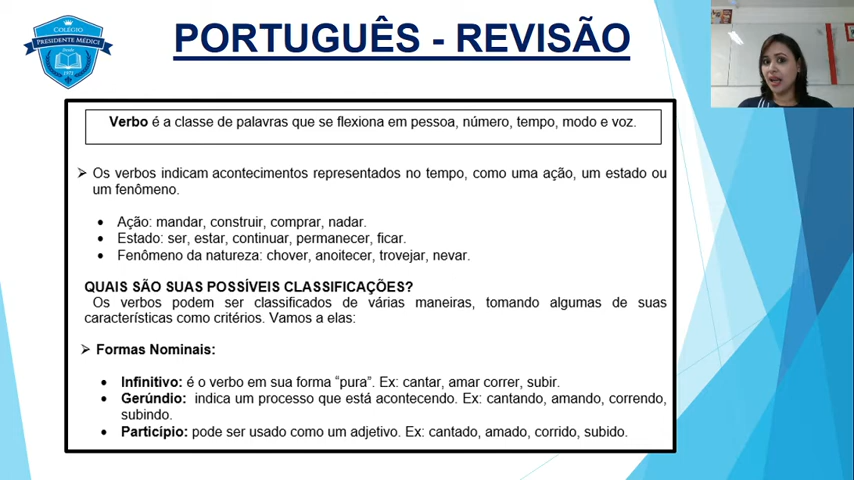 COLÉGIO
PRESIDENTE MÉDICI
Desde
1975
PORTUGUÊS - REVISÃO
Verbo é a classe de palavras que se flexiona em pessoa, número, tempo, modo e voz.
Os verbos indicam acontecimentos representados no tempo, como uma ação, um estado ou
um fenômeno.
Ação: mandar, construir, comprar, nadar.
Estado: ser, estar, continuar, permanecer, ficar.
Fenômeno da natureza: chover, anoitecer, trovejar, nevar.
QUAIS SÃO SUAS POSSÍVEIS CLASSIFICAÇÕES?
Os verbos podem ser classificados de várias maneiras, tomando algumas de suas
características como critérios. Vamos a elas:
Formas Nominais:
Infinitivo: é o verbo em sua forma “pura”. Ex: cantar, amar correr, subir.
Gerúndio: indica um processo que está acontecendo. Ex: cantando, amando, correndo,
subindo.
Particípio: pode ser usado como um adjetivo. Ex: cantado, amado, corrido, subido.